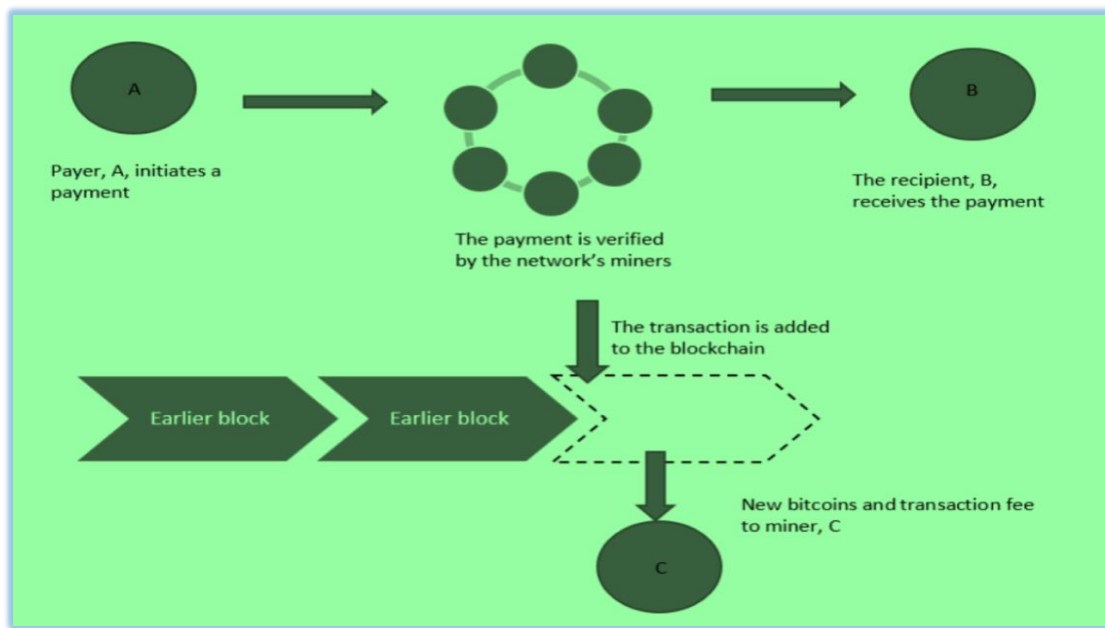 A
B
Payer, A, initiates a
payment
The recipient, B,
receives the payment
The payment is verified
by the network’s miners
The transaction is added
to the blockchain
Earlier block
Earlier block
New bitcoins and transaction fee
to miner, C
C